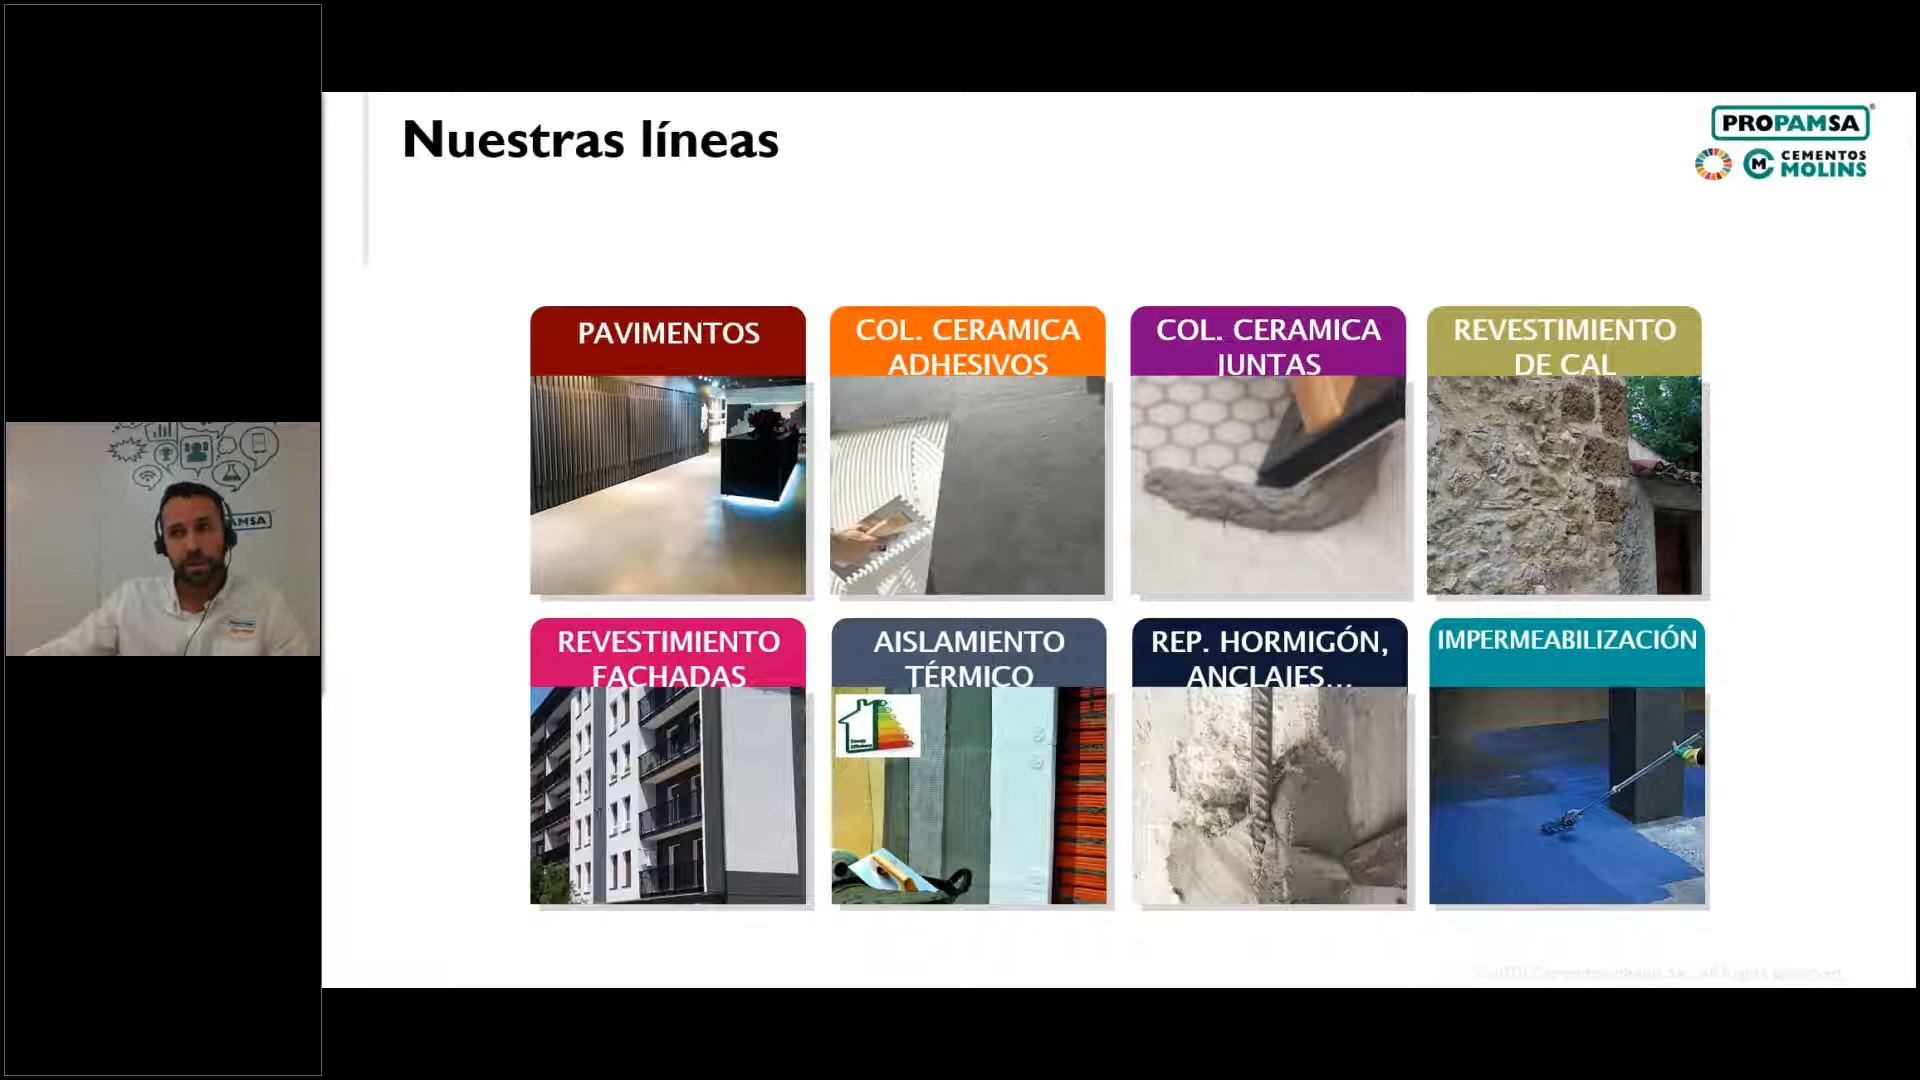 Nuestras líneas
PROPAMSA
CEMENTOS
MOLINS
PAVIMENTOS
COL. CERAMICA
ADHESIVOS
COL. CERAMICA
JUNTAS
REVESTIMIENTO
DE CAL
AMSA
REVESTIMIENTO
FACHADAS
AISLAMIENTO
TÉRMICO
REP. HORMIGÓN,
ANCLAJES...
IMPERMEABILIZACIÓN